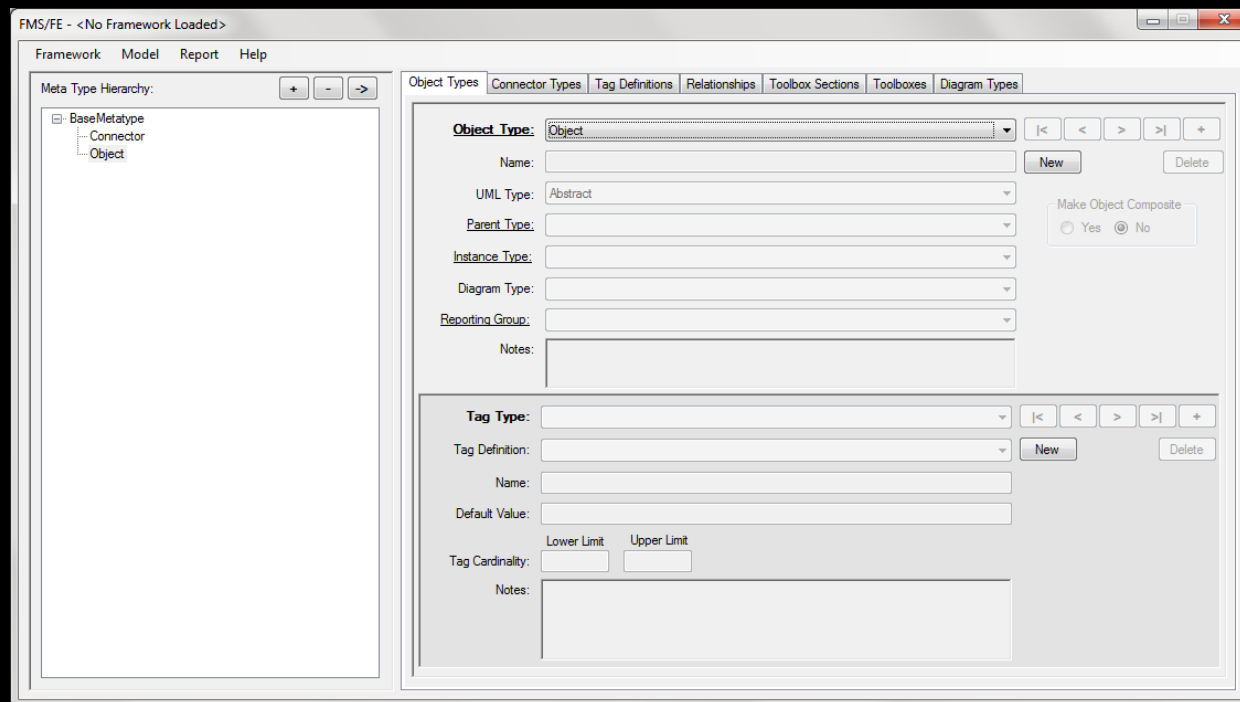 FMS/FE - <No Framework Loaded>
Framework Model Report Help
Meta Type Hierarchy: + - ->
BaseMetatype
Connector
Object
Object Types Connector Types Tag Definitions Relationships Toolbox Sections Toolboxes Diagram Types
Object Type: Object |< < > >| +
Name: New Delete
UML Type: Abstract
Make Object Composite
Yes No
Parent Type:
Instance Type:
Diagram Type:
Reporting Group:
Notes:
Tag Type: |< < > >| +
Tag Definition: New Delete
Name:
Default Value:
Lower Limit Upper Limit
Tag Cardinality:
Notes: